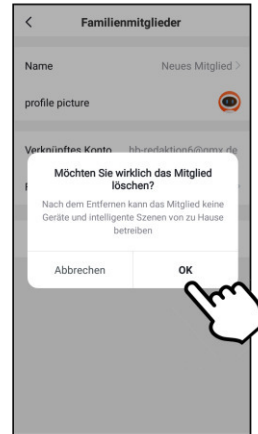 Familienmitglieder
Name Neues Mitglied
profile picture
Verknüpftes Konto hb-redaktion6@gmx.de
Möchten Sie wirklich das Mitglied
löschen?
Nach dem Entfernen kann das Mitglied keine
Geräte und intelligente Szenen von zu Hause
betreiben
Abbrechen OK